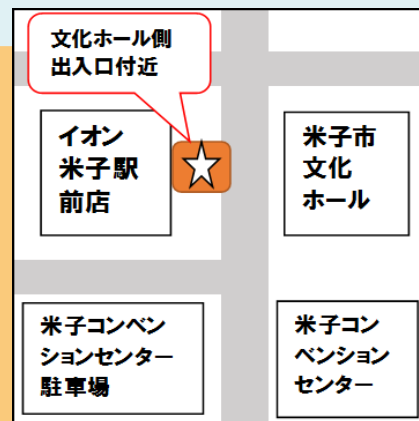 文化ホール側
出入口付近
イオン
米子駅
前店
米子市
文化
ホール
米子コンベン
ションセンター
駐車場
米子コン
ベンション
センター